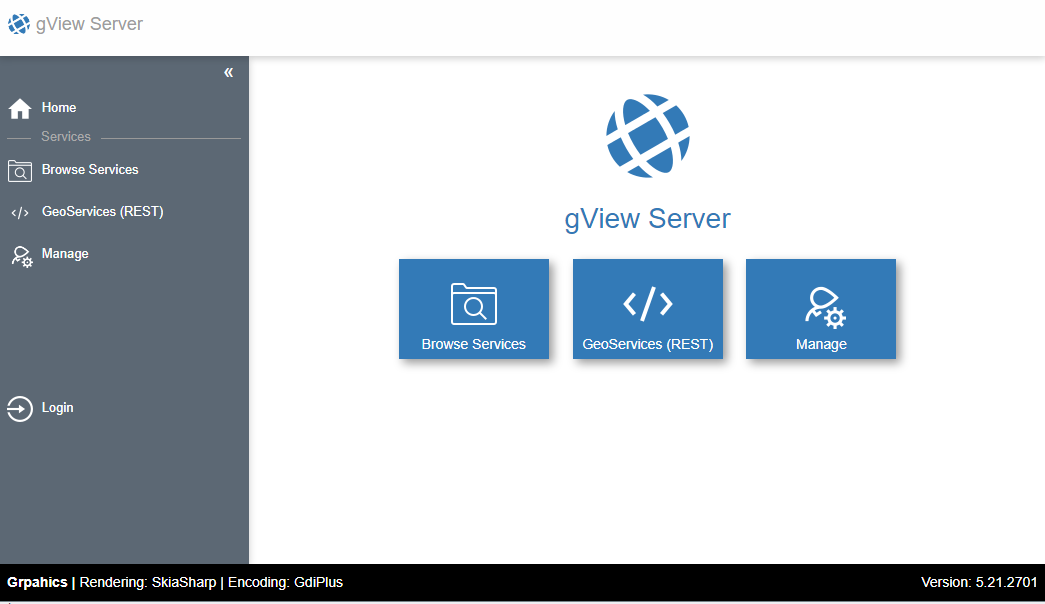 gView Server
«
Home
Services
Browse Services
</> GeoServices (REST)
Manage
Login
gView Server
Browse Services
</>
GeoServices (REST)
Manage
Grpahics | Rendering: SkiaSharp | Encoding: GdiPlus
Version: 5.21.2701